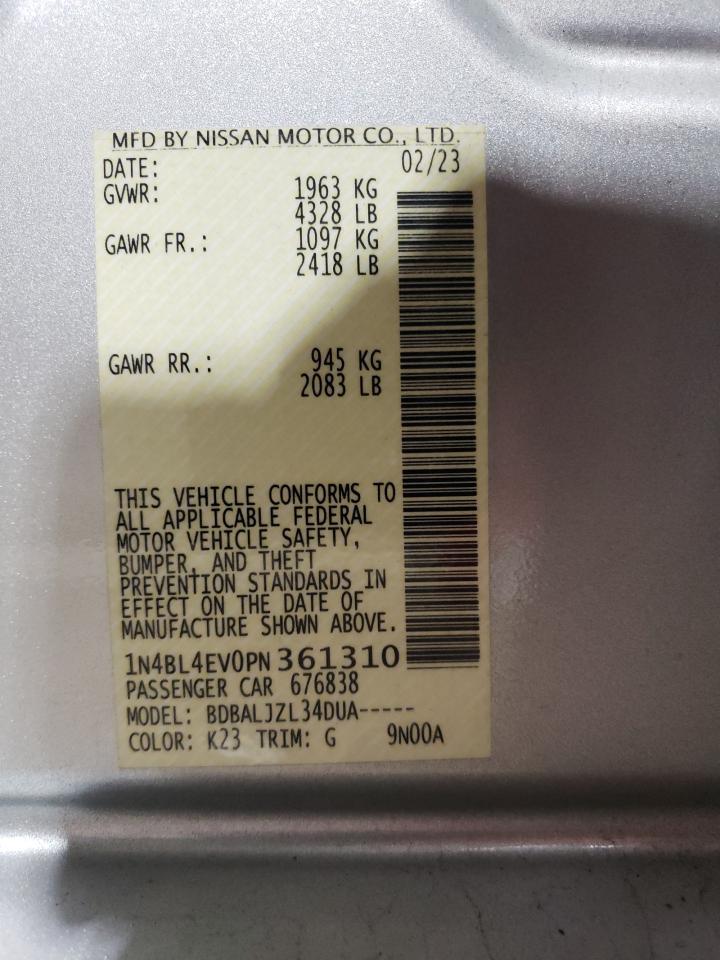 MFD BY NISSAN MOTOR CO., LTD.
DATE: 02/23
GVWR: 1963 KG
4328 LB
GAWR FR.: 1097 KG
2418 LB
GAWR RR.: 945 KG
2083 LB
THIS VEHICLE CONFORMS TO
ALL APPLICABLE FEDERAL
MOTOR VEHICLE SAFETY,
BUMPER, AND THEFT
PREVENTION STANDARDS IN
EFFECT ON THE DATE OF
MANUFACTURE SHOWN ABOVE.
1N4BL4EV0PN361310
PASSENGER CAR 676838
MODEL: BDBALJZL34DUA-----
COLOR: K23 TRIM: G 9N00A